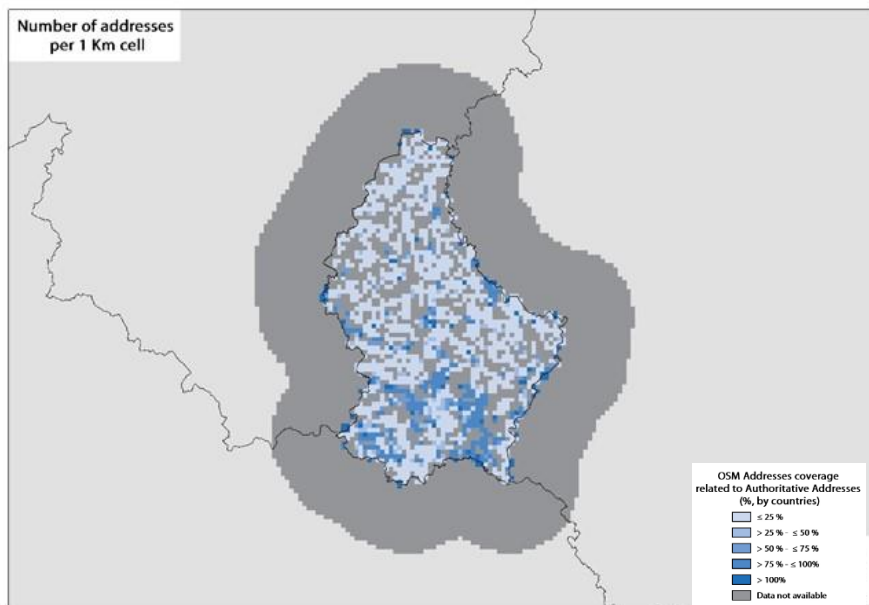 Number of addresses
per 1 Km cell
OSM Addresses coverage
related to Authoritative Addresses
(%, by countries)
≤ 25 %
> 25 % - ≤ 50 %
> 50 % - ≤ 75 %
> 75 % - ≤ 100%
> 100%
Data not available